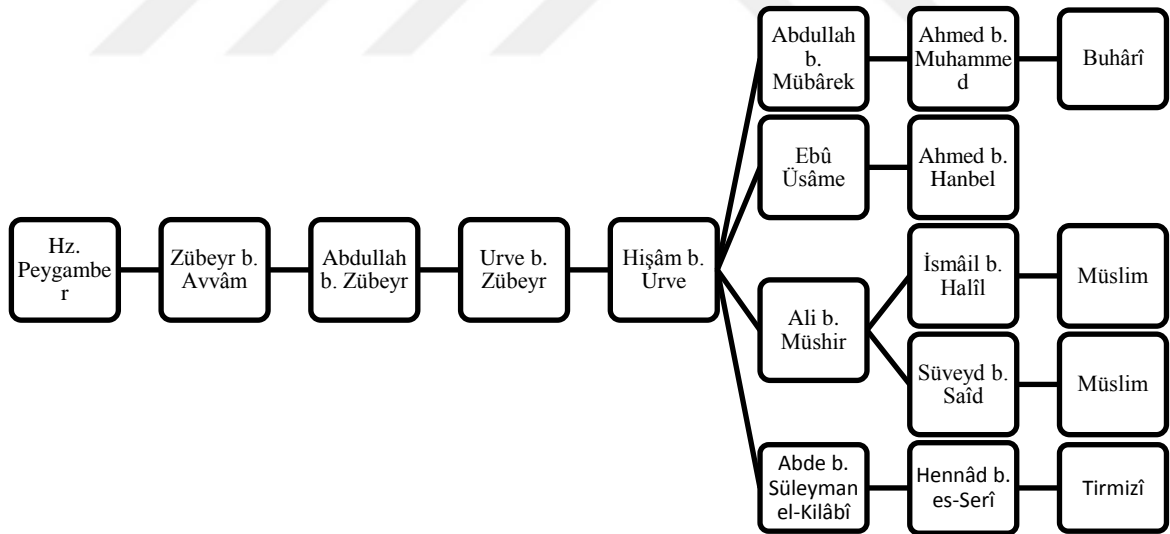 Hz.
Peygambe
r
Zübeyr b.
Avvâm
Abdullah
b. Zübeyr
Urve b.
Zübeyr
Hişâm b.
Urve
Abdullah
b.
Mübârek
Ahmed b.
Muhamme
d
Buhârî
Ebû
Üsâme
Ahmed b.
Hanbel
Ali b.
Müshir
İsmâil b.
Halîl
Müslim
Süveyd b.
Saîd
Müslim
Abde b.
Süleyman
el-Kilâbî
Hennâd b.
es-Serî
Tirmizî